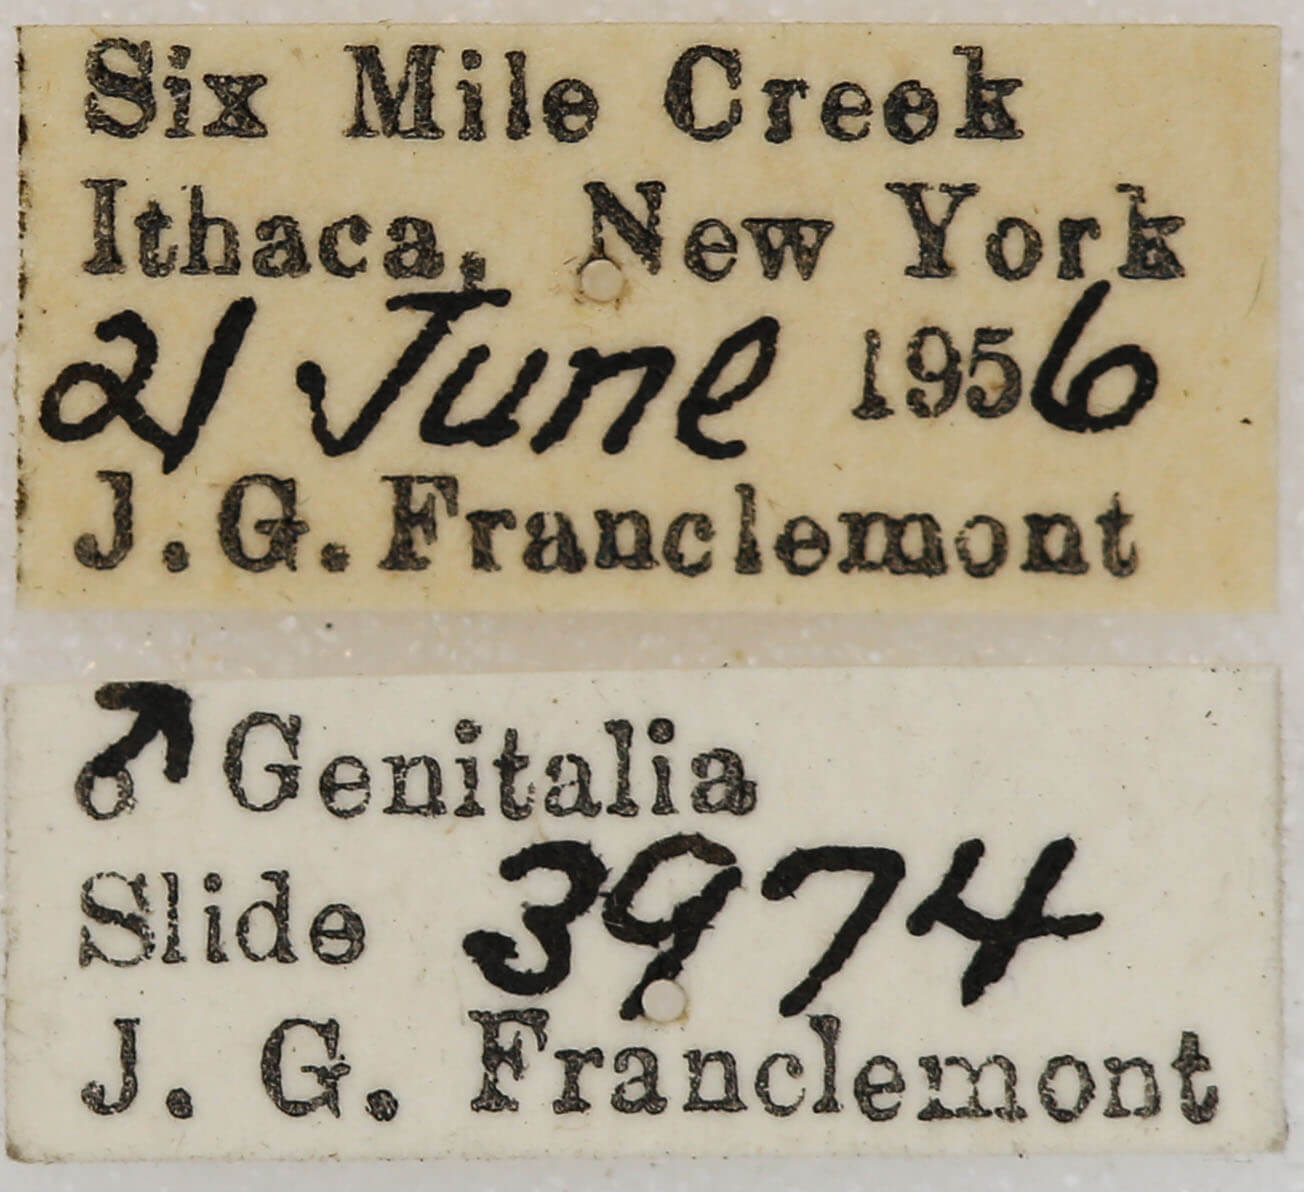 Six Mile Creek
Ithaca, New York
21 June 1956
J. G. Franclemont
♂ Genitalia
Slide 3974
J. G. Franclemont